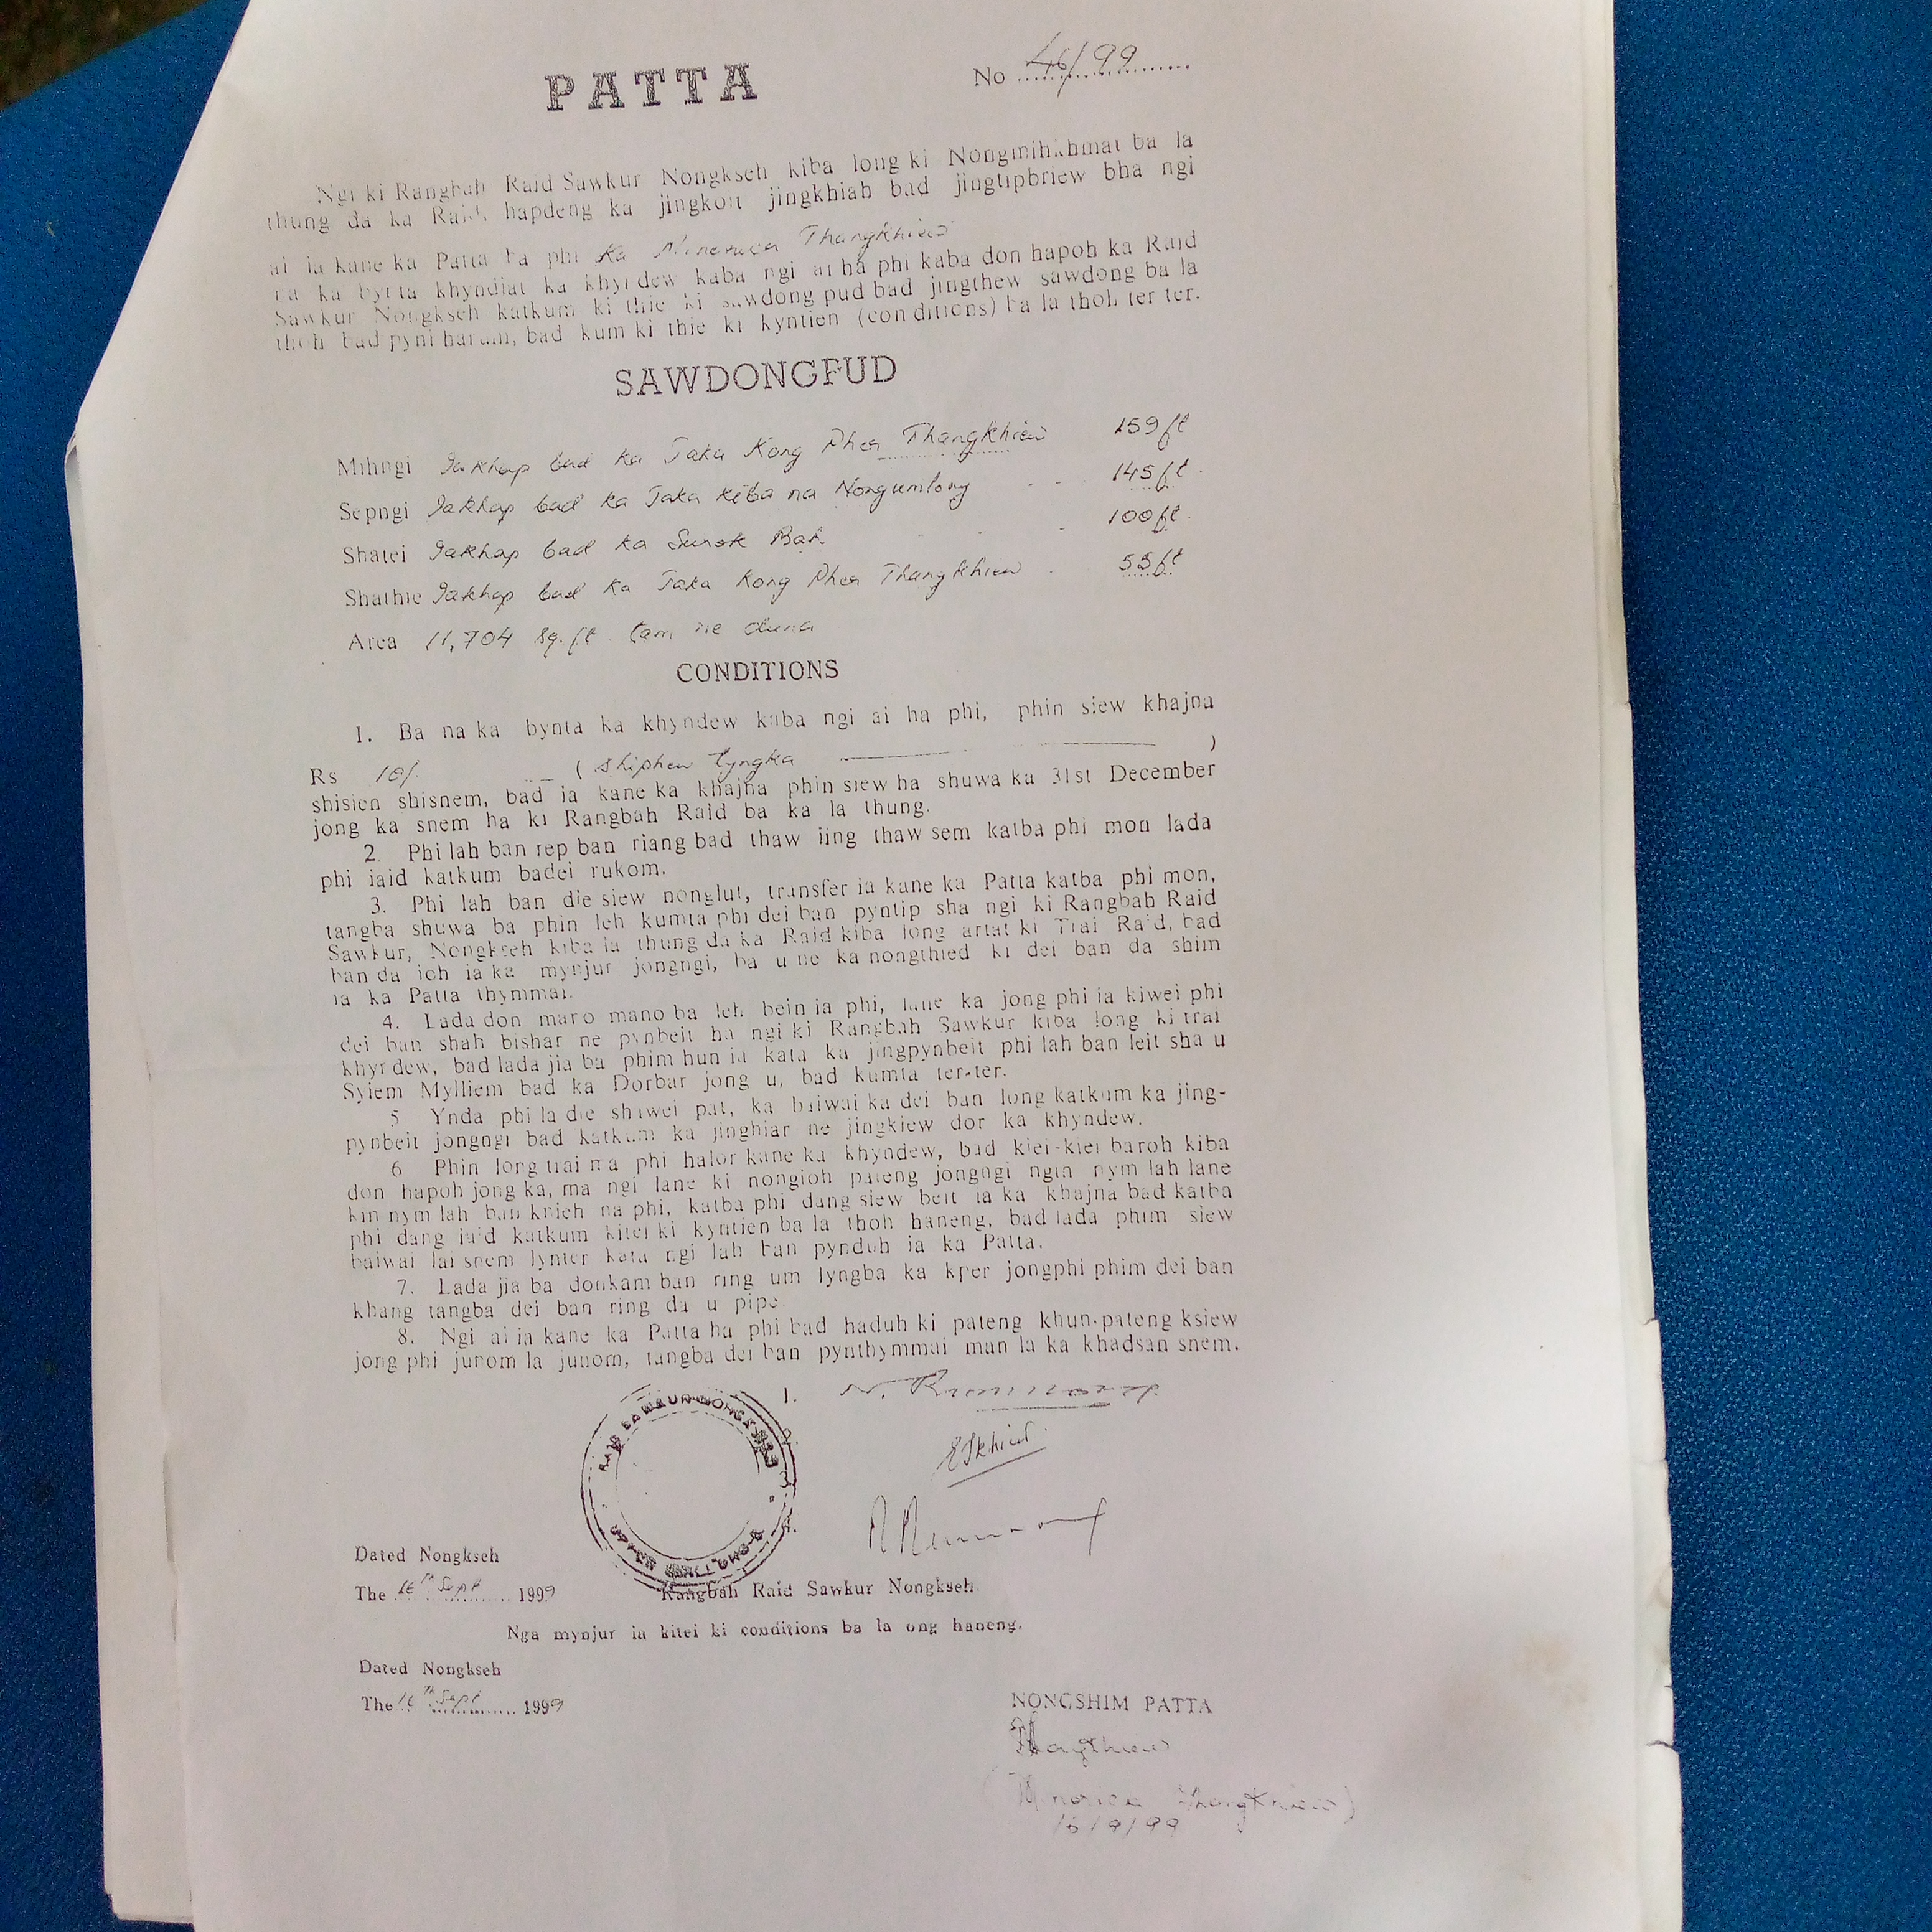 PATTA
No 46/99
Ngi ki Rangbah Raid Sawkur Nongkseh kiba long ki Nongmihkhmat ba la
thung da ka Raid, hapdeng ka jingkoit jingkhiah bad jingtipbriew bha ngi
ai ia kane ka Patta ha phi Ka Thangkhiew
na ka bynta khyndiat ka khyndew kaba ngi ai ha phi kaba don hapoh ka Raid
Sawkur Nongkseh katkum ki thie ki sawdong pud bad jingthew sawdong ba la
thoh bad pyni harum, bad kum ki thie ki kyntien (conditions) ba la thoh ter ter.
SAWDONGPUD
Mihngi Iakhap bad ka Jaka Kong Phea Thangkhiew 159 ft
Sepngi Iakhap bad ka Jaka kiba na Nongumlong 145 ft.
Shatei Iakhap bad ka Surok Bah 100 ft.
Shathie Iakhap bad ka Jaka Kong Phea Thangkhiew 55 ft
Area 11,704 sq. ft. tam ne duna
CONDITIONS
1. Ba na ka bynta ka khyndew kaba ngi ai ha phi, phin siew khajna
Rs 10/- (shiphew tyngka )
shisien shisnem, bad ia kane ka khajna phin siew ha shuwa ka 31st December
jong ka snem ha ki Rangbah Raid ba ka la thung.
2. Phi lah ban rep ban riang bad thaw iing thaw sem katba phi mon lada
phi iaid katkum badei rukom.
3. Phi lah ban die siew nonglut, transfer ia kane ka Patta katba phi mon,
tangba shuwa ba phin leh kumta phi dei ban pyntip sha ngi ki Rangbah Raid
Sawkur, Nongkseh kiba la thung da ka Raid kiba long artat ki Trai Raid, bad
ban da ioh ia ka mynjur jongngi, ba u ne ka nongthied ki dei ban da shim
ia ka Patta thymmai.
4. Lada don mano mano ba leh bein ia phi, lane ka jong phi ia kiwei phi
dei ban shah bishar ne pynbeit ha ngi ki Rangbah Sawkur kiba long ki trai
khyndew, bad lada jia ba phim hun ia kata ka jingpynbeit phi lah ban leit sha u
Syiem Mylliem bad ka Dorbar jong u, bad kumta ter-ter.
5 Ynda phi la die shawei pat, ka baiwai ka dei ban long katkum ka jing-
pynbeit jongngi bad katkum ka jinghiar ne jingkiew dor ka khyndew.
6 Phin long trai ma phi halor kane ka khyndew, bad kiei-kiei baroh kiba
don hapoh jong ka, ma ngi lane ki nongioh pateng jongngi ngin nym lah lane
kin nym lah ban knieh na phi, katba phi dang siew beit ia ka khajna bad katba
phi dang iaid katkum kitei ki kyntien ba la thoh haneng, bad lada phim siew
baiwai lai snem lynter kata ngi lah ban pynduh ia ka Patta.
7. Lada jia ba donkam ban ring um lyngba ka kper jongphi phim dei ban
khang tangba dei ban ring da u pipe.
8. Ngi ai ia kane ka Patta ha phi bad haduh ki pateng khun-pateng ksiew
jong phi junom la junom, tangba dei ban pynthymmai man la ka khadsan snem.
1.
Dated Nongkseh
The 16th Sept 1999
Rangbah Raid Sawkur Nongkseh.
Nga mynjur ia kitei ki conditions ba la ong haneng.
Dated Nongkseh
The 16th Sept 1999
NONGSHIM PATTA
16/9/99